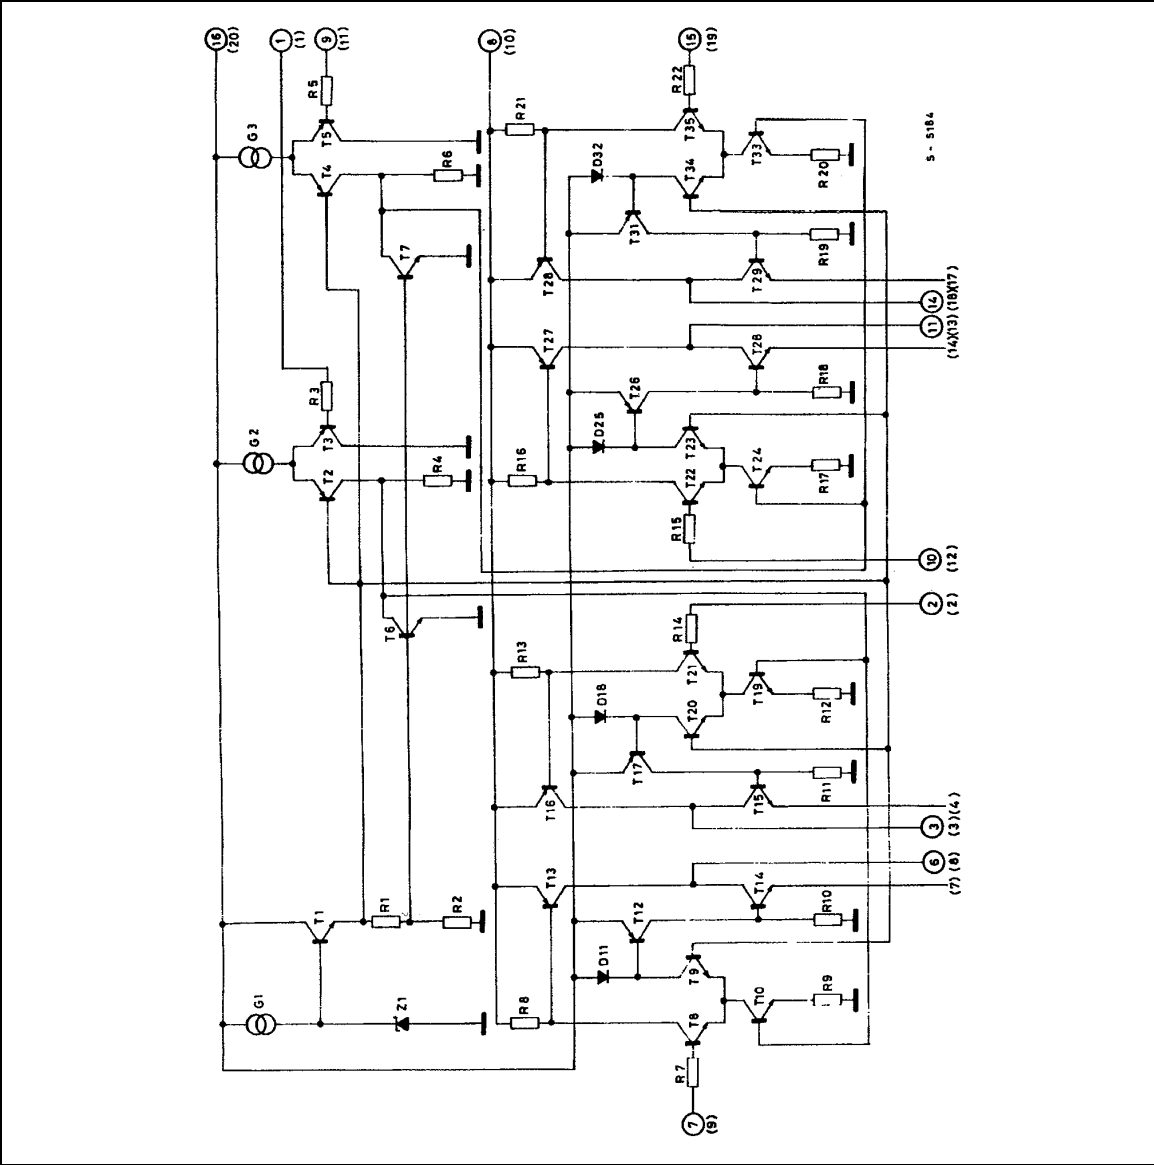 16
(20)
1
(1)
9
(11)
8
(10)
15
(19)
G3
R5
T5
T4
R6
T7
G2
R3
T3
T2
R4
T6
G1
T1
R1
R2
Z1
R21
R22
D32
T35
T34
T33
T31
R20
R19
T28
T29
14
(18)(17)
S - 5184
T27
11
(14)(13)
T26
T28
R18
D25
R16
T23
T22
T24
R17
R15
10
(12)
2
(2)
R14
R13
T21
D18
T20
T19
R12
T17
T16
T15
R11
3
(3)(4)
6
(7)(8)
T13
T14
T12
R10
D11
R8
T9
T8
T10
R9
R7
7
(9)